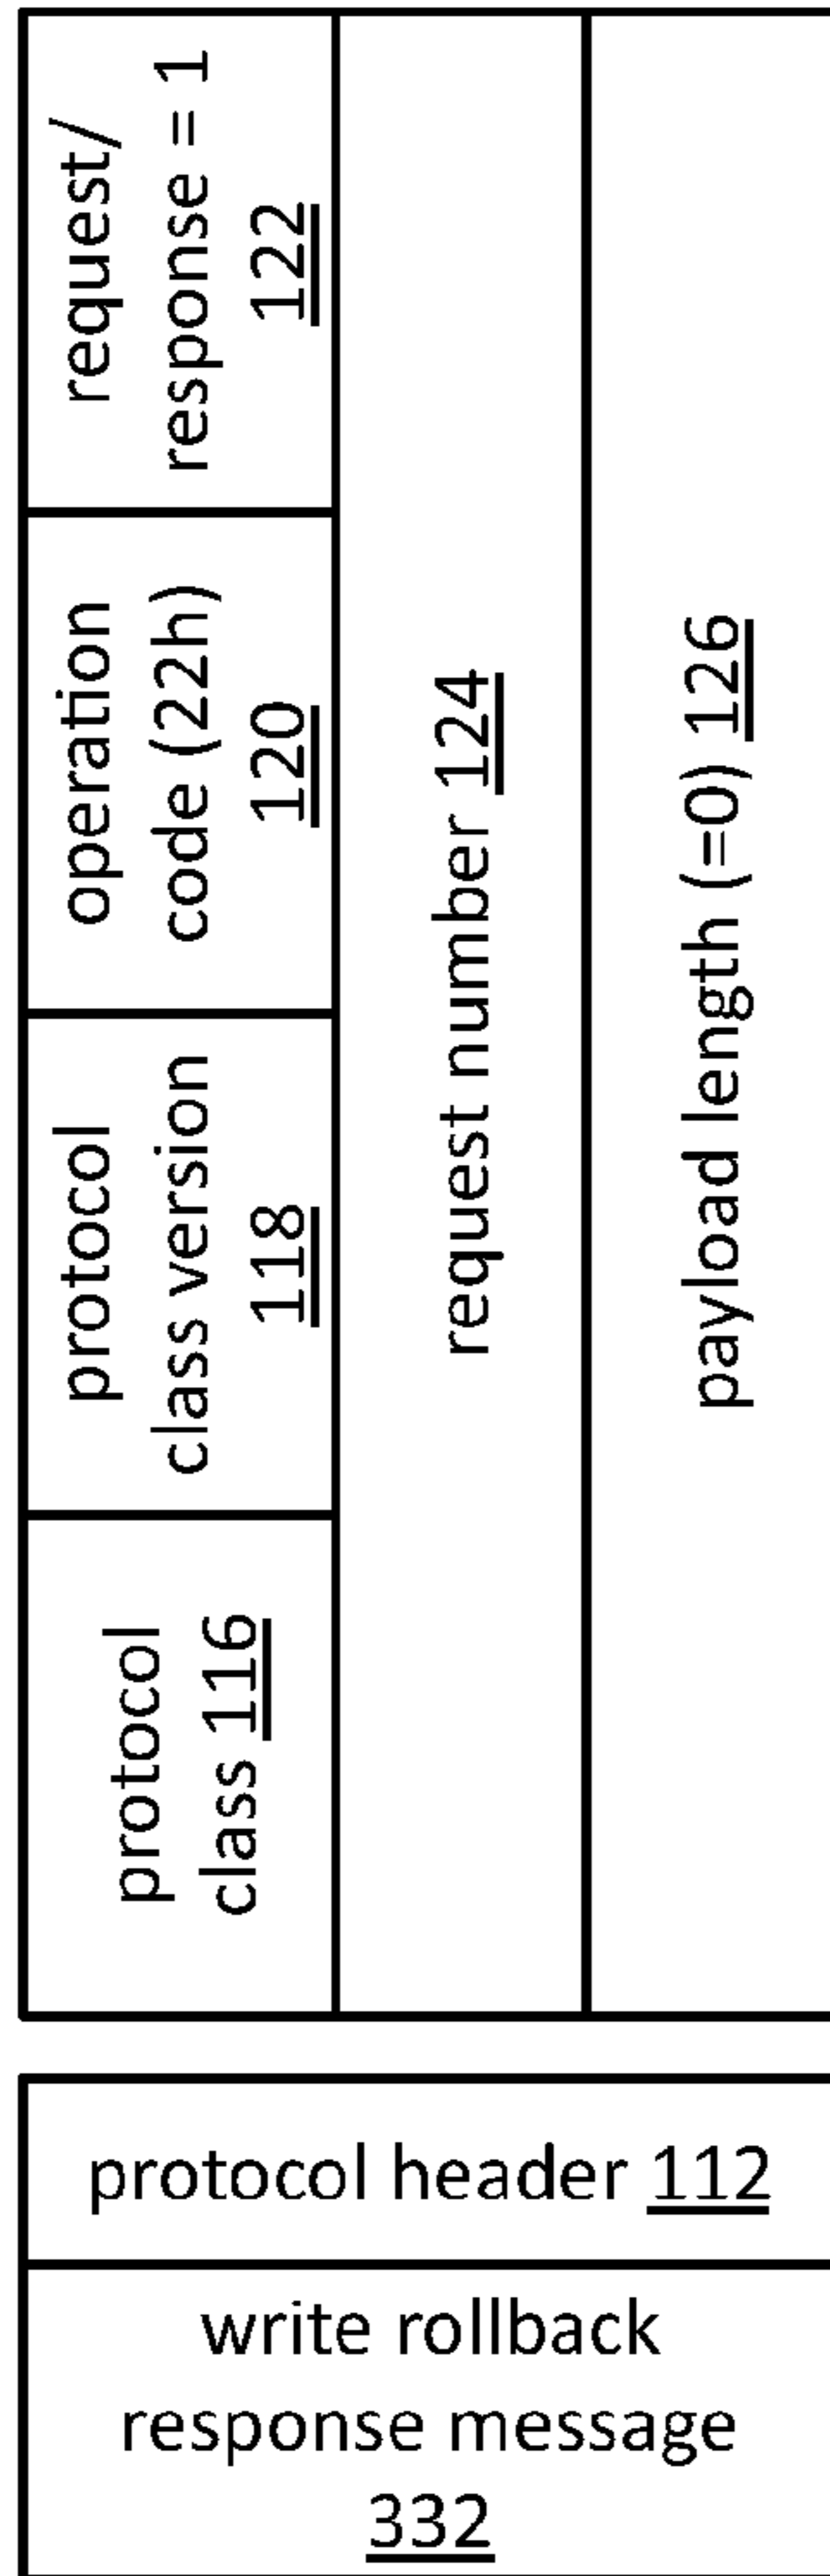 protocol
class 116
protocol
class version
118
operation
code (22h)
120
request/
response = 1
122
request number 124
payload length (=0) 126
protocol header 112
write rollback
response message
332